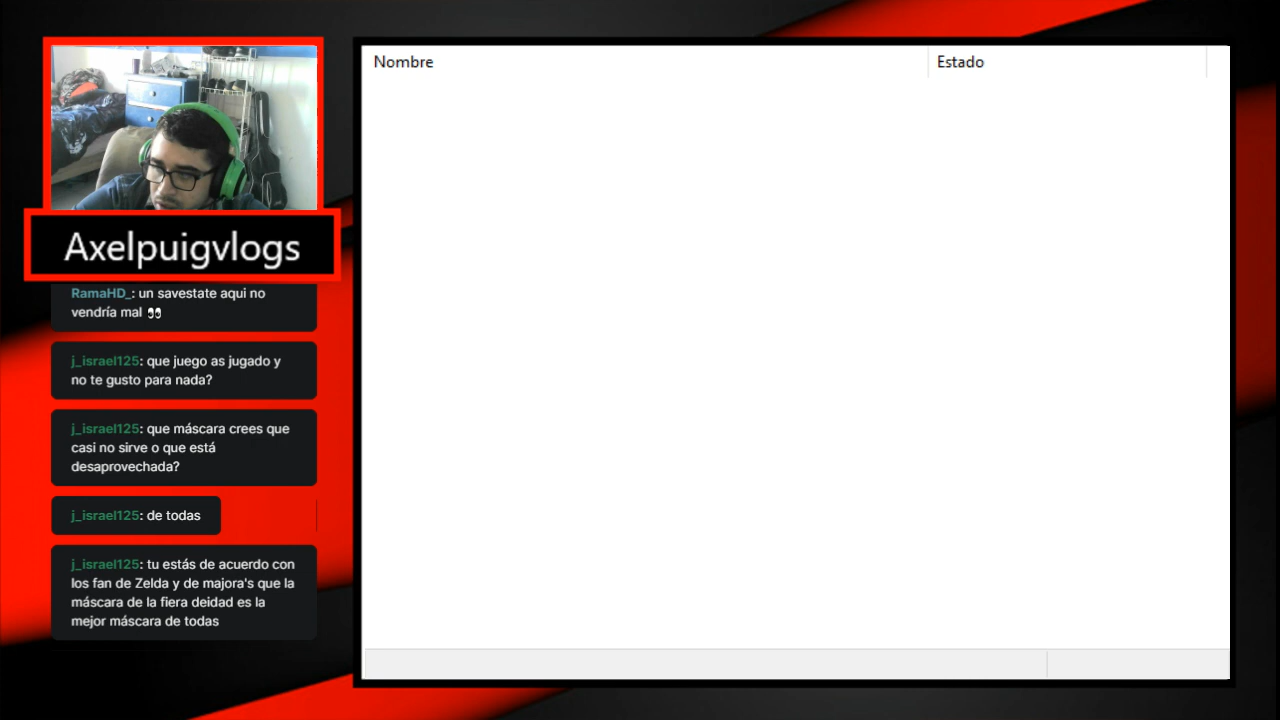 Nombre
Estado
Axelpuigvlogs
RamaHD_: un savestate aqui no
vendría mal 👀
j_israel125: que juego as jugado y
no te gusto para nada?
j_israel125: que máscara crees que
casi no sirve o que está
desaprovechada?
j_israel125: de todas
j_israel125: tu estás de acuerdo con
los fan de Zelda y de majora's que la
máscara de la fiera deidad es la
mejor máscara de todas